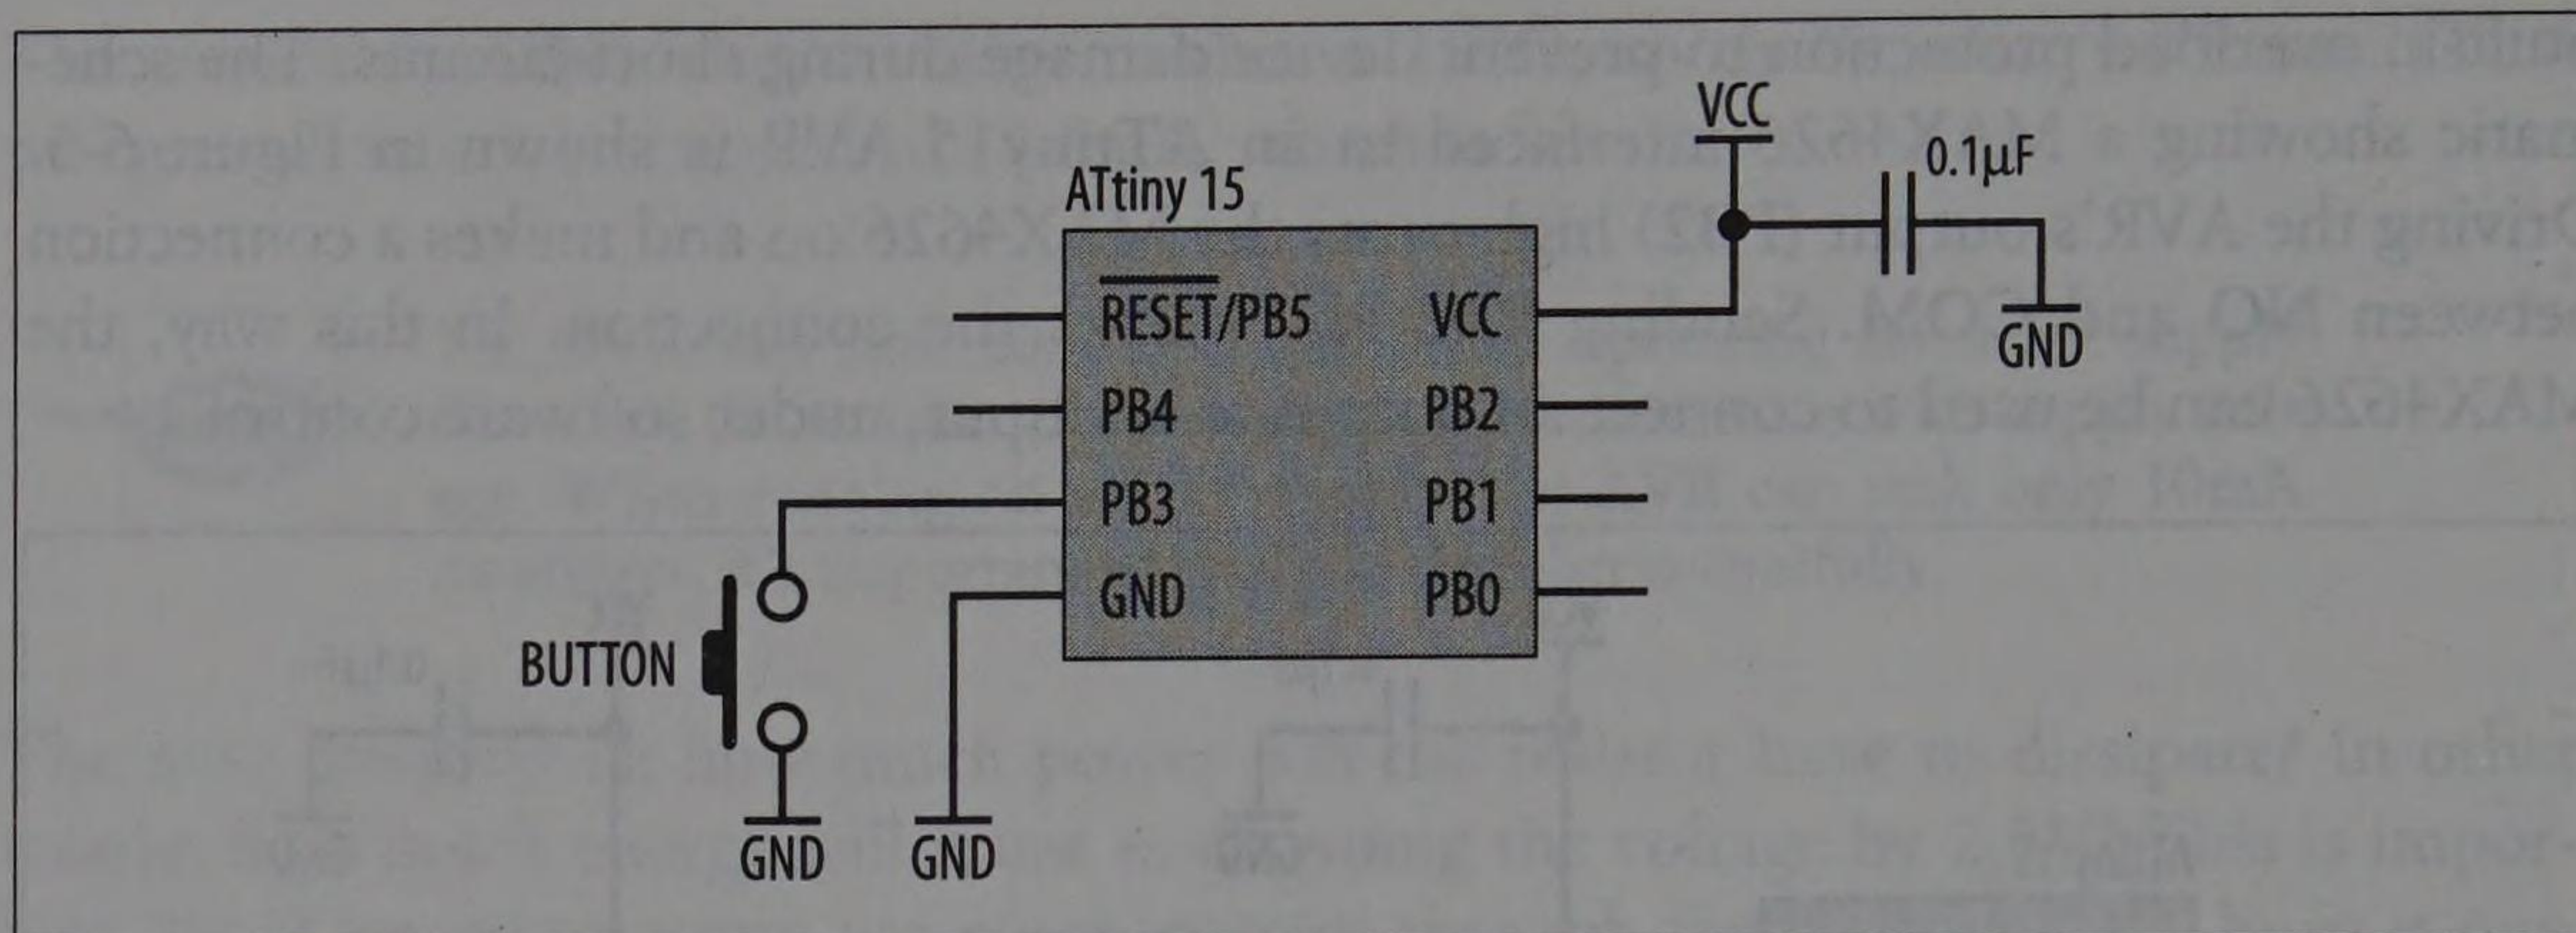 VCC
0.1µF
ATtiny 15
RESET/PB5 VCC
GND
PB4 PB2
PB3 PB1
GND PB0
BUTTON
GND GND